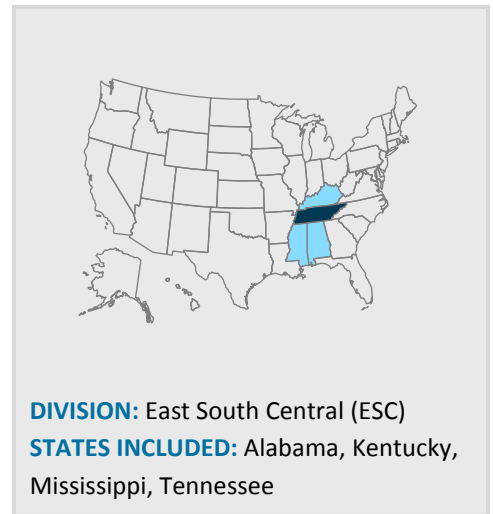 DIVISION: East South Central (ESC)
STATES INCLUDED: Alabama, Kentucky,
Mississippi, Tennessee